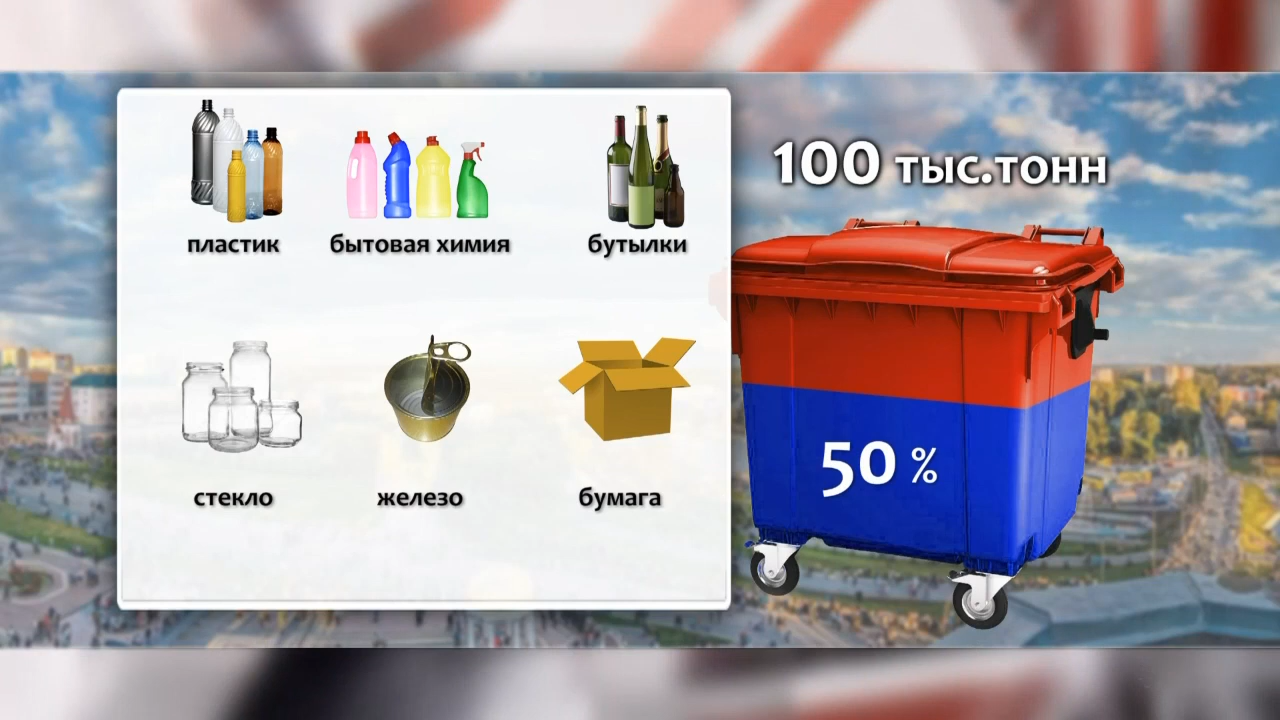 100 тыс.тонн
пластик
бытовая химия
бутылки
стекло
железо
бумага
50 %